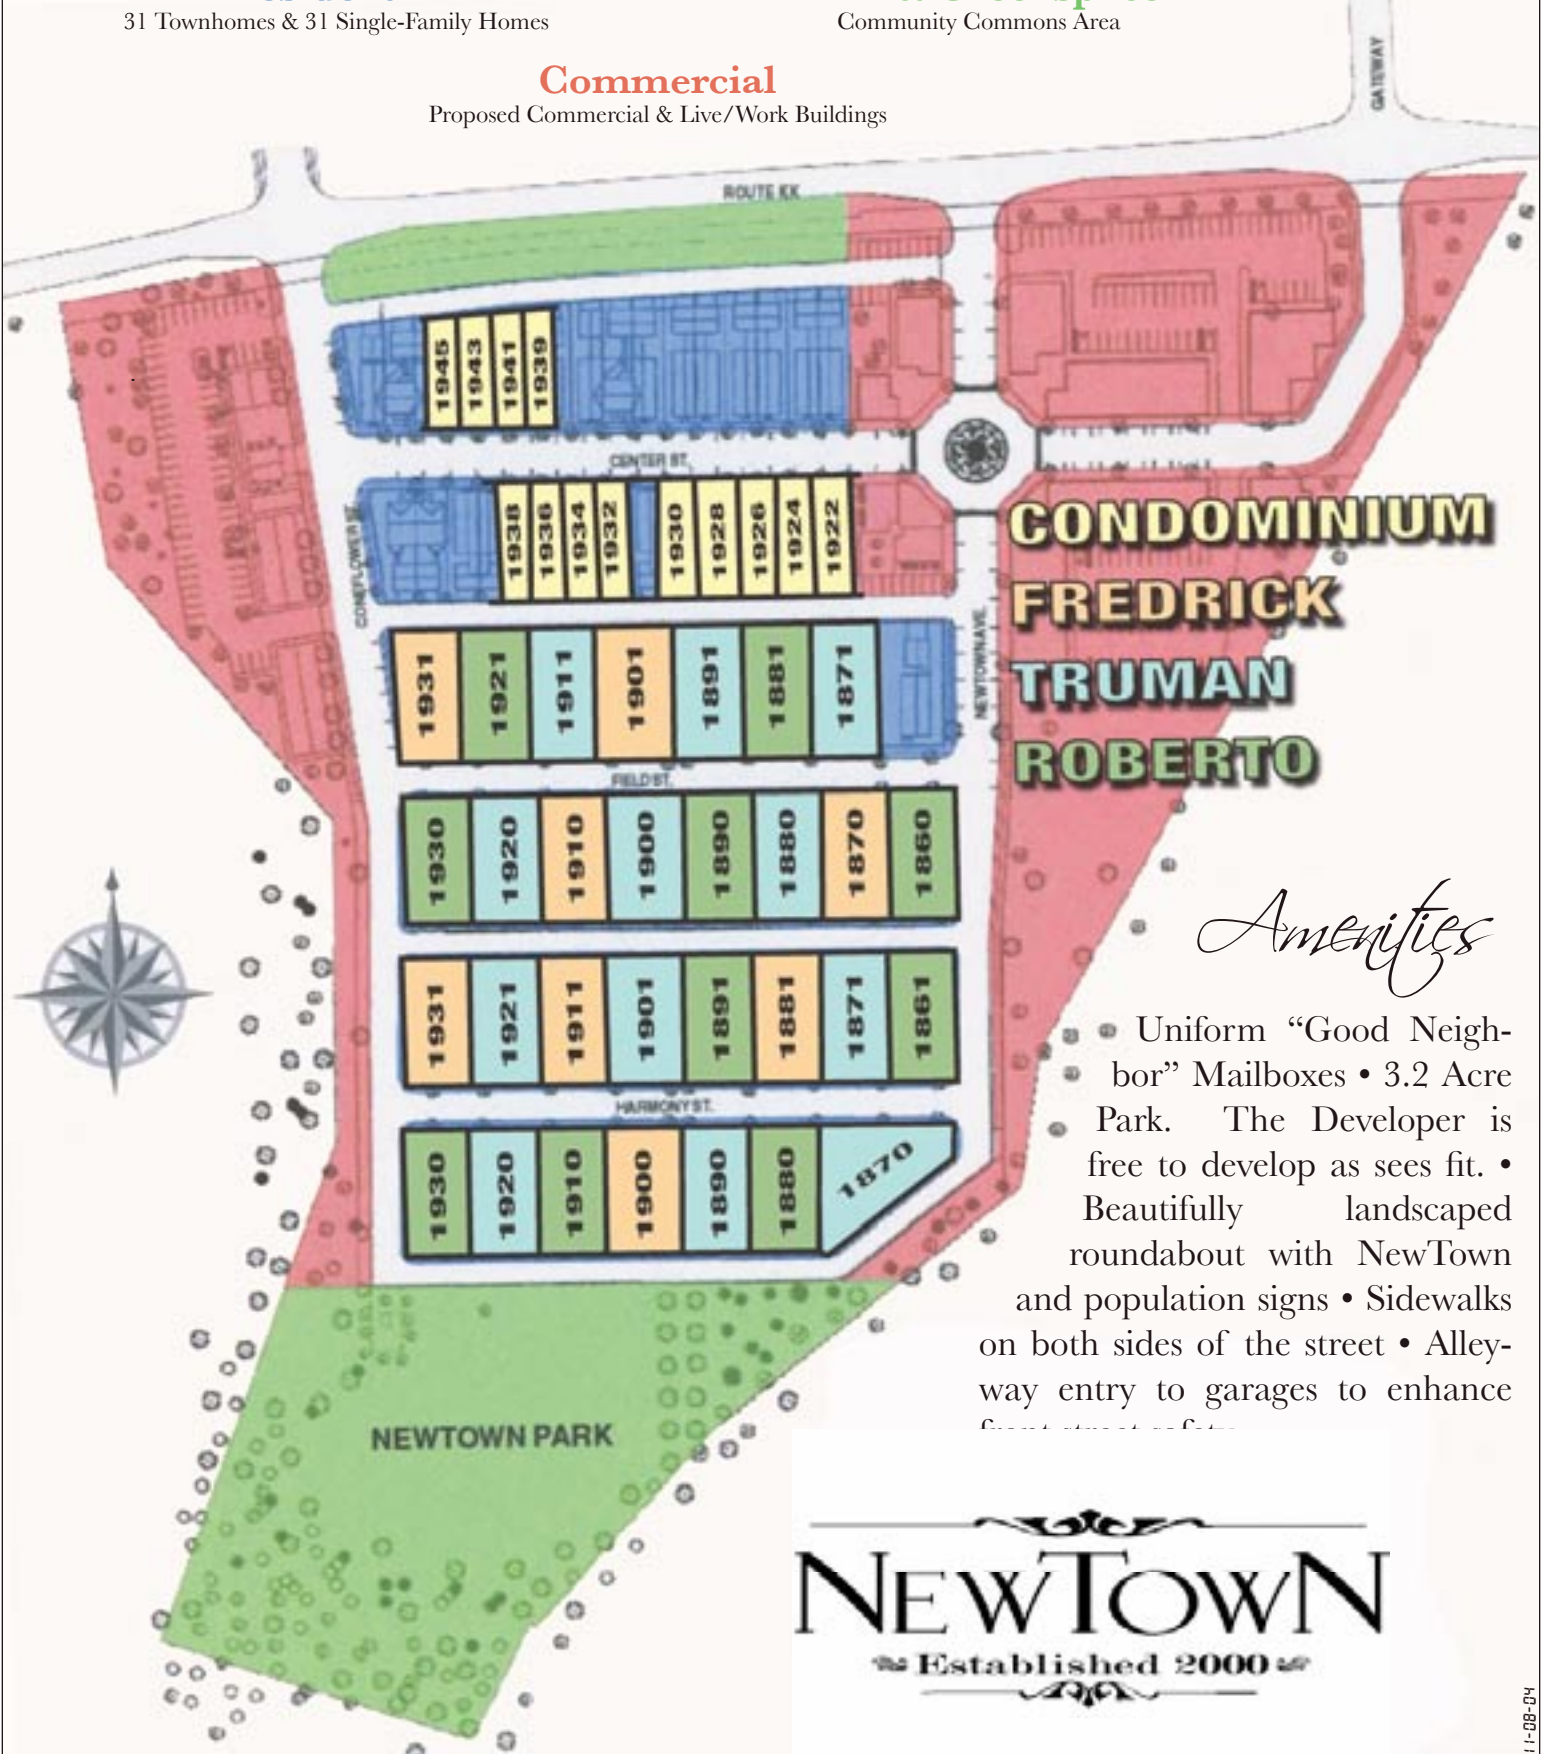 31 Townhomes & 31 Single-Family Homes
Community Commons Area
Commercial
Proposed Commercial & Live/Work Buildings
GATEWAY
ROUTE KK
1945
1943
1941
1939
CENTER ST.
1938
1936
1934
1932
1930
1928
1926
1924
1922
CONEFLOWER ST.
NEWTOWN AVE.
CONDOMINIUM
FREDRICK
TRUMAN
ROBERTO
1931
1921
1911
1901
1891
1881
1871
FIELD ST.
1930
1920
1910
1900
1890
1880
1870
1860
1931
1921
1911
1901
1891
1881
1871
1861
HARMONY ST.
1930
1920
1910
1900
1890
1880
1870
NEWTOWN PARK
Amenities
Uniform “Good Neigh-
bor” Mailboxes • 3.2 Acre
Park. The Developer is
free to develop as sees fit. •
Beautifully landscaped
roundabout with NewTown
and population signs • Sidewalks
on both sides of the street • Alley-
way entry to garages to enhance
front street safety
NEWTOWN
Established 2000
11-08-04